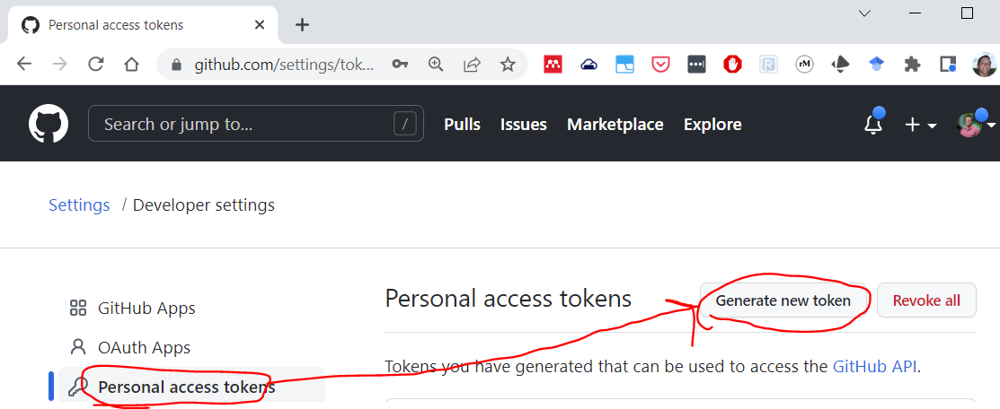 Personal access tokens
github.com/settings/tok...
rM
Search or jump to... /
Pulls Issues Marketplace Explore
Settings / Developer settings
GitHub Apps
OAuth Apps
Personal access tokens
Personal access tokens
Generate new token
Revoke all
Tokens you have generated that can be used to access the GitHub API.